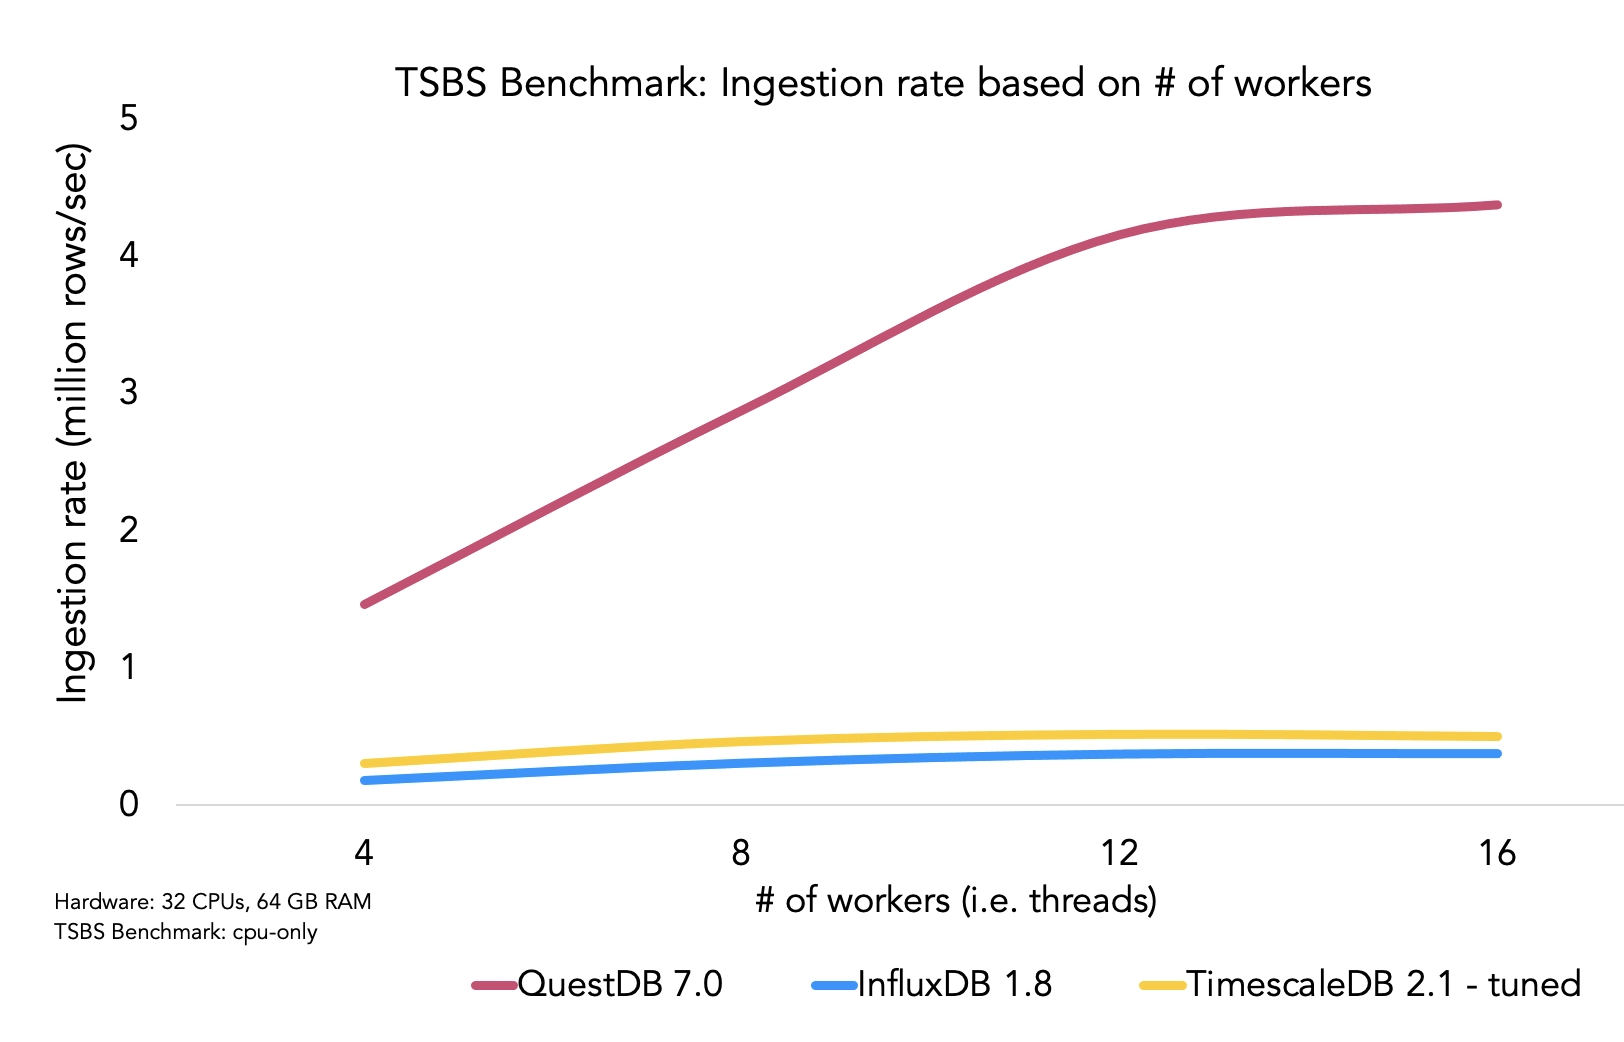 TSBS Benchmark: Ingestion rate based on # of workers
Ingestion rate (million rows/sec)
5
4
3
2
1
0
4 8 12 16
# of workers (i.e. threads)
Hardware: 32 CPUs, 64 GB RAM
TSBS Benchmark: cpu-only
QuestDB 7.0 InfluxDB 1.8 TimescaleDB 2.1 - tuned